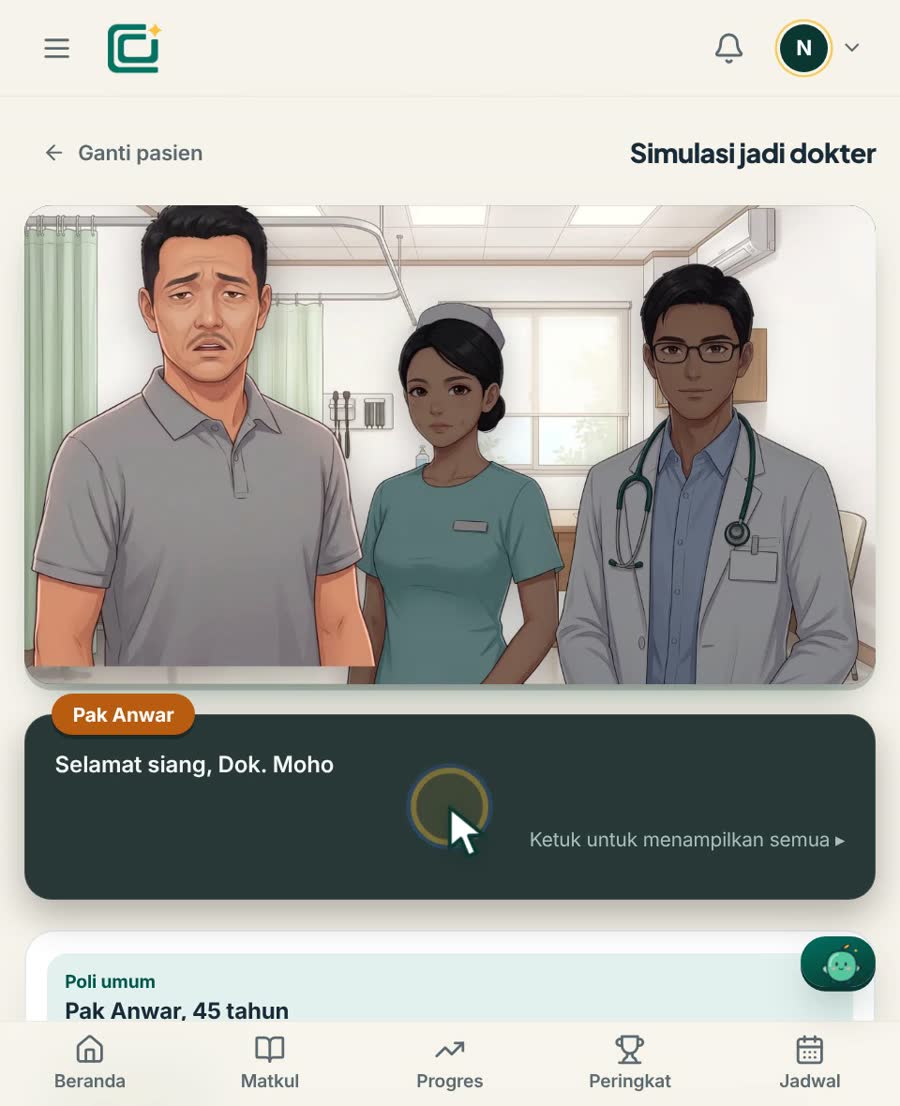 N
Ganti pasien
Simulasi jadi dokter
Pak Anwar
Selamat siang, Dok. Moho
Ketuk untuk menampilkan semua ▸
Poli umum
Pak Anwar, 45 tahun
Beranda
Matkul
Progres
Peringkat
Jadwal